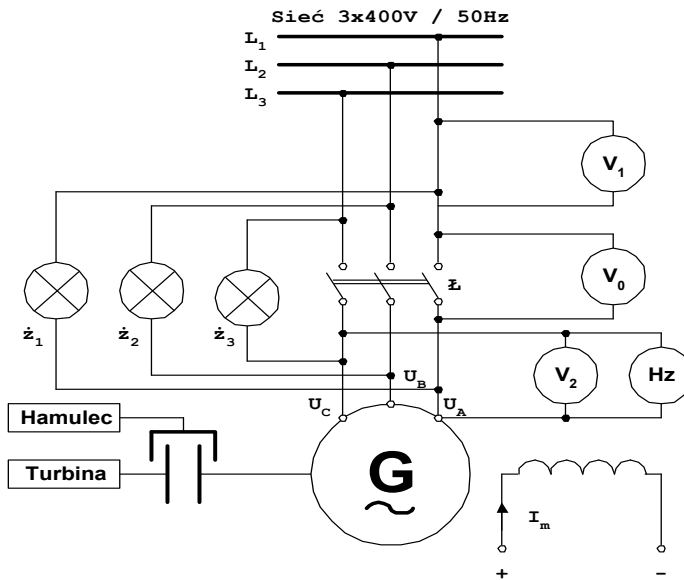 Sieć 3x400V / 50Hz
L1
L2
L3
V1
V0
Ł
ż1
ż2
ż3
V2
Hz
UB
UC
UA
Hamulec
Turbina
G
Im
+
-